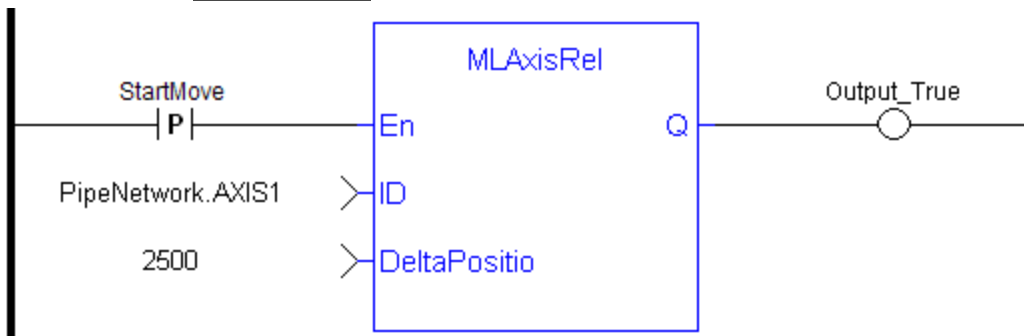 MLAxisRel
StartMove
Output_True
P
En
Q
PipeNetwork.AXIS1
ID
2500
DeltaPositio